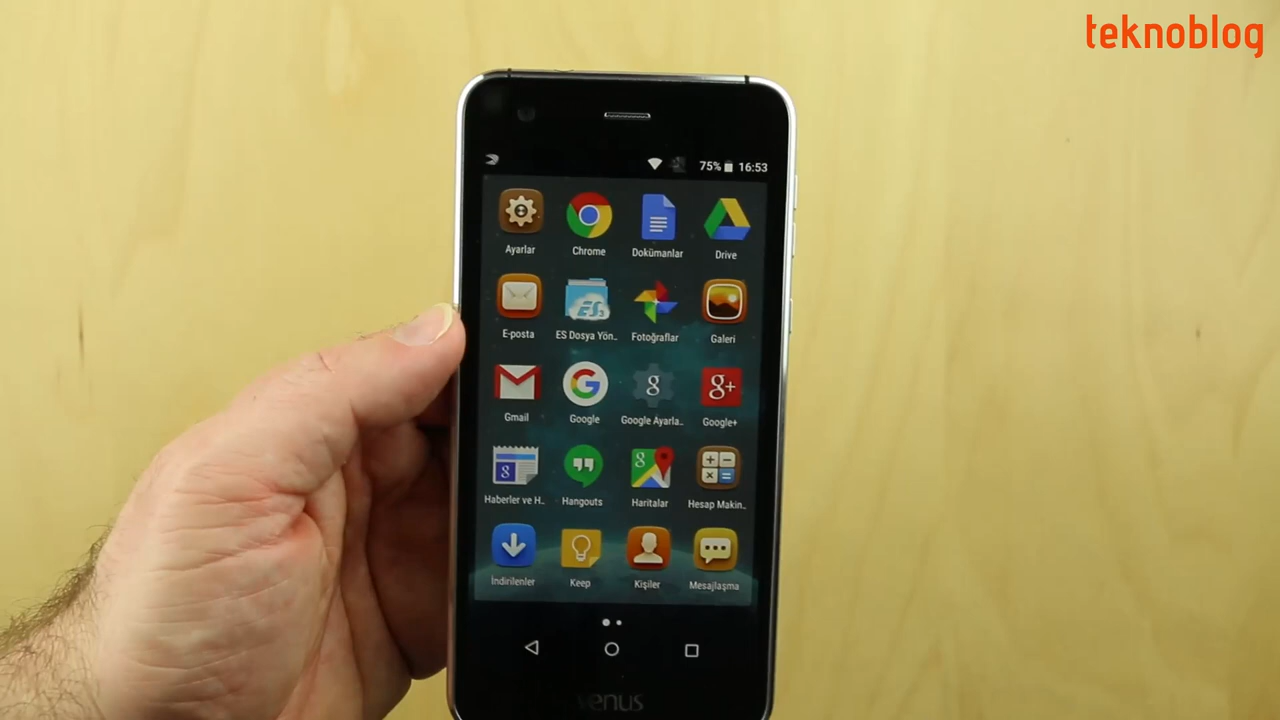 teknoblog
75% 16:53
Ayarlar Chrome Dokümanlar Drive
E-posta ES Dosya Yön.. Fotoğraflar Galeri
Gmail Google Google Ayarla.. Google+
Haberler ve H.. Hangouts Haritalar Hesap Makin..
İndirilenler Keep Kişiler Mesajlaşma
venus